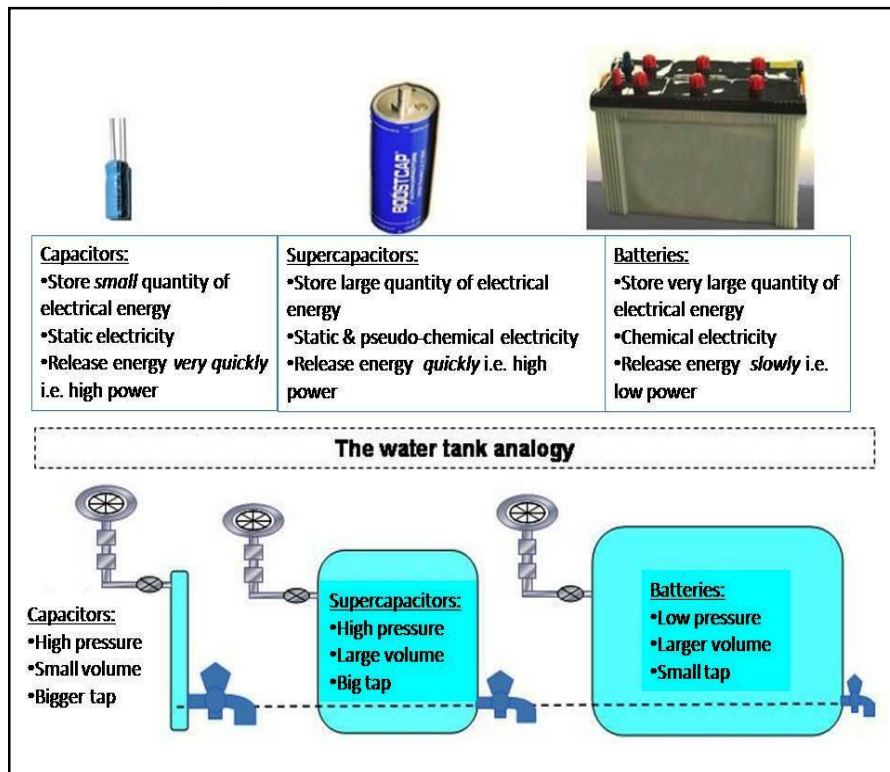 BOOSTCAP
Capacitors:
•Store small quantity of
electrical energy
•Static electricity
•Release energy very quickly
i.e. high power
Supercapacitors:
•Store large quantity of electrical
energy
•Static & pseudo-chemical electricity
•Release energy quickly i.e. high
power
Batteries:
•Store very large quantity of
electrical energy
•Chemical electricity
•Release energy slowly i.e.
low power
The water tank analogy
Capacitors:
•High pressure
•Small volume
•Bigger tap
Supercapacitors:
•High pressure
•Large volume
•Big tap
Batteries:
•Low pressure
•Larger volume
•Small tap